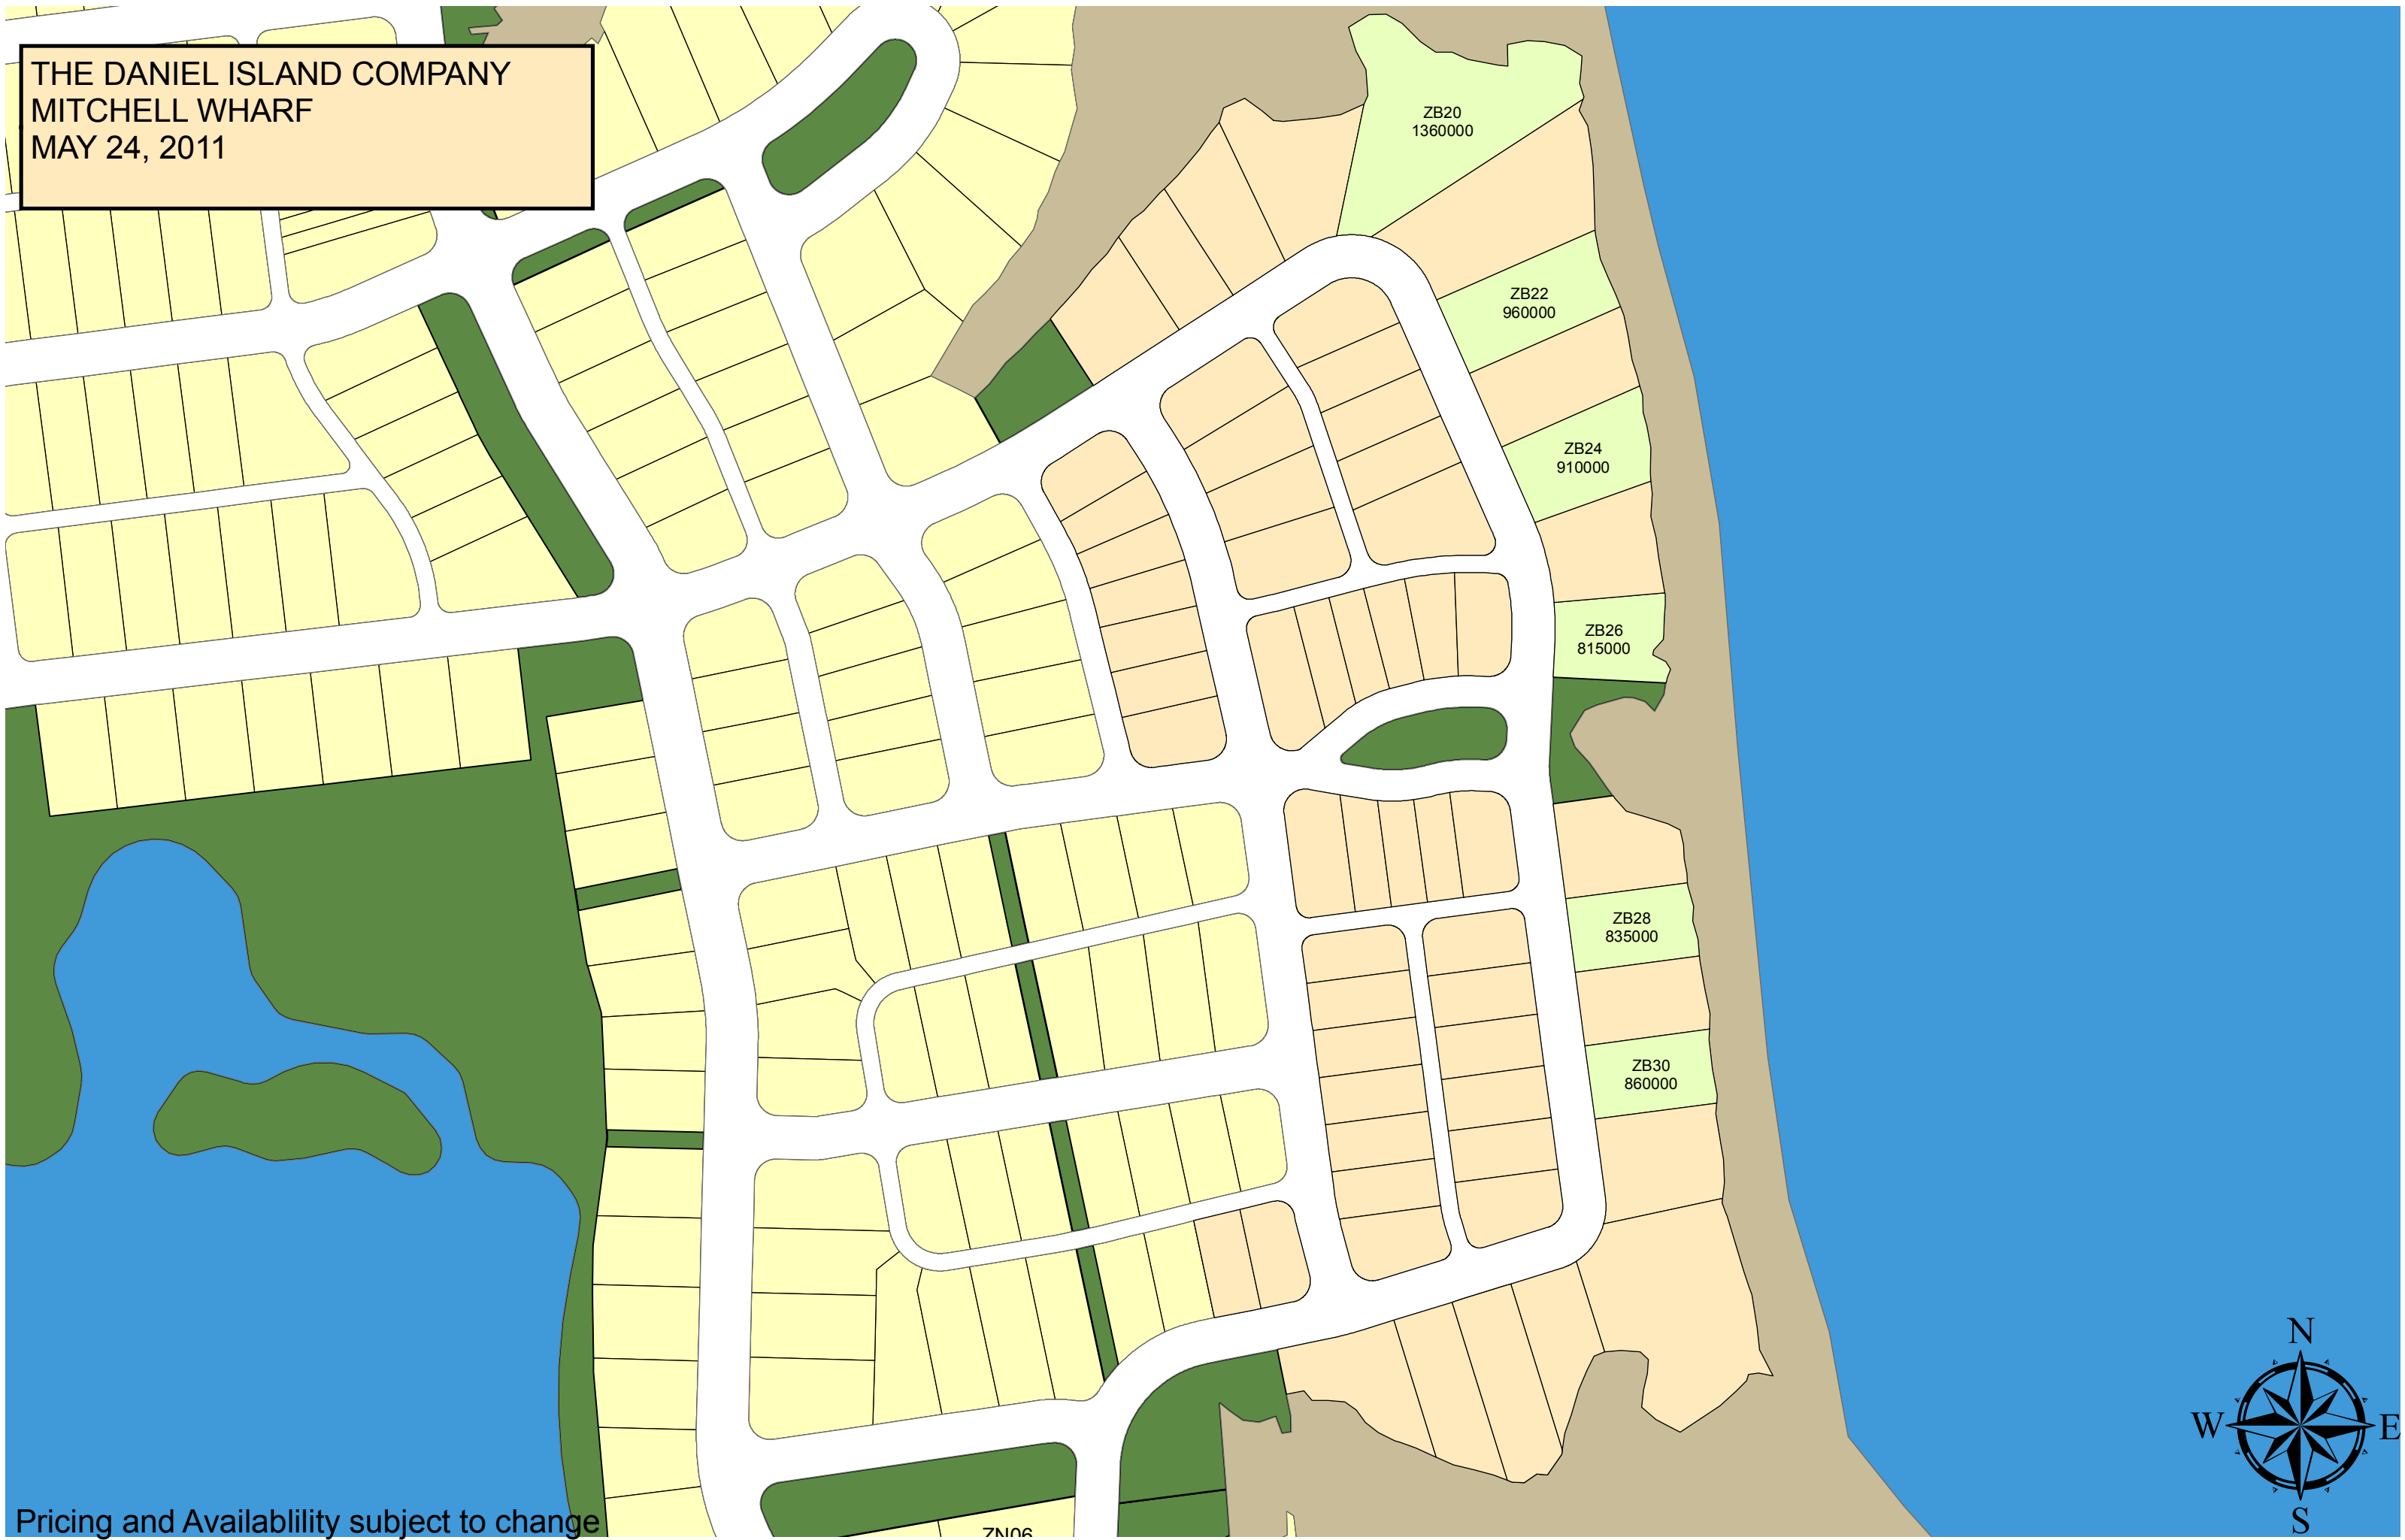 THE DANIEL ISLAND COMPANY
MITCHELL WHARF
MAY 24, 2011
ZB20
1360000
ZB22
960000
ZB24
910000
ZB26
815000
ZB28
835000
ZB30
860000
N
W E
S
Pricing and Availablility subject to change
ZN06